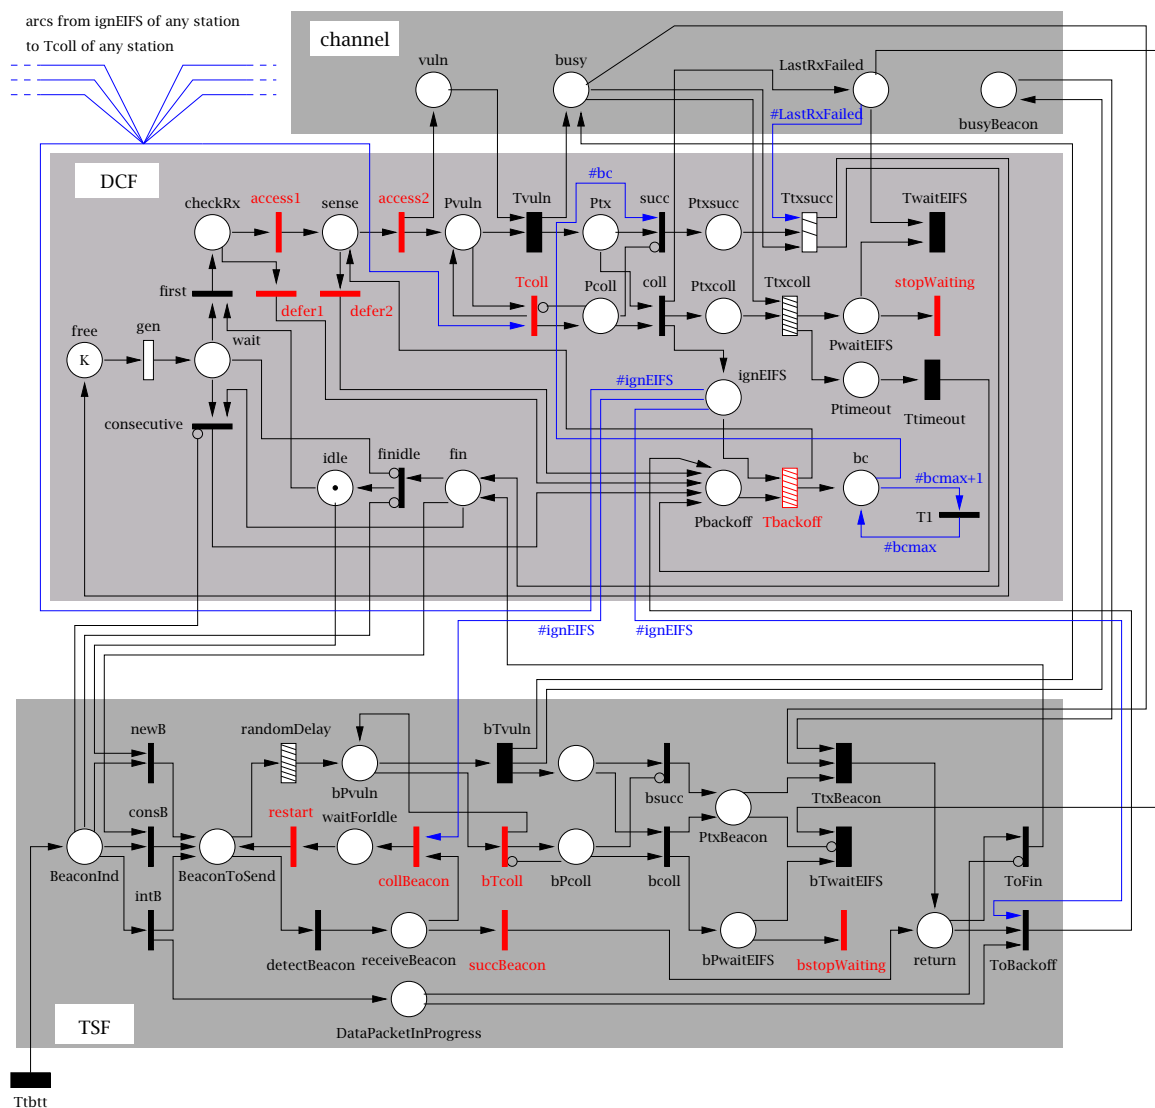 arcs from ignEIFS of any station
to Tcoll of any station
channel
vuln
busy
LastRxFailed
busyBeacon
#LastRxFailed
DCF
#bc
checkRx
access1
sense
access2
Pvuln
Tvuln
Ptx
succ
Ptxsucc
Ttxsucc
TwaitEIFS
first
defer1
defer2
Tcoll
Pcoll
coll
Ptxcoll
Ttxcoll
stopWaiting
PwaitEIFS
free
gen
wait
K
#ignEIFS
ignEIFS
Ptimeout
Ttimeout
consecutive
idle
finidle
fin
bc
#bcmax+1
Pbackoff
Tbackoff
T1
#bcmax
#ignEIFS
#ignEIFS
newB
randomDelay
bPvuln
bTvuln
bsucc
TtxBeacon
consB
restart
waitForIdle
PtxBeacon
BeaconInd
BeaconToSend
collBeacon
bTcoll
bPcoll
bcoll
bTwaitEIFS
ToFin
intB
detectBeacon
receiveBeacon
succBeacon
bPwaitEIFS
bstopWaiting
return
ToBackoff
DataPacketInProgress
TSF
Ttbtt